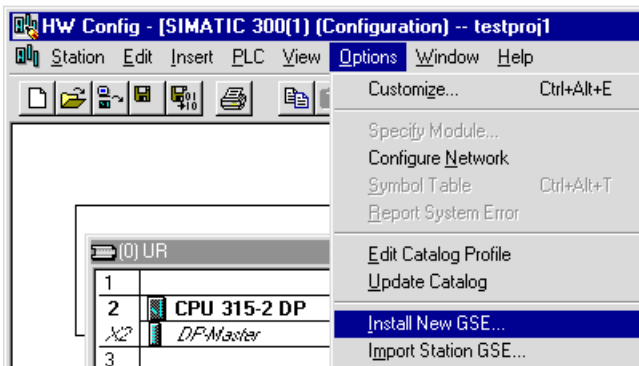 HW Config - [SIMATIC 300(1) (Configuration) -- testproj1
Station Edit Insert PLC View Options Window Help
Customize... Ctrl+Alt+E
Specify Module...
Configure Network
Symbol Table Ctrl+Alt+T
Report System Error
Edit Catalog Profile
Update Catalog
Install New GSE...
Import Station GSE...
(0) UR
1
2 CPU 315-2 DP
X2 DP-Master
3